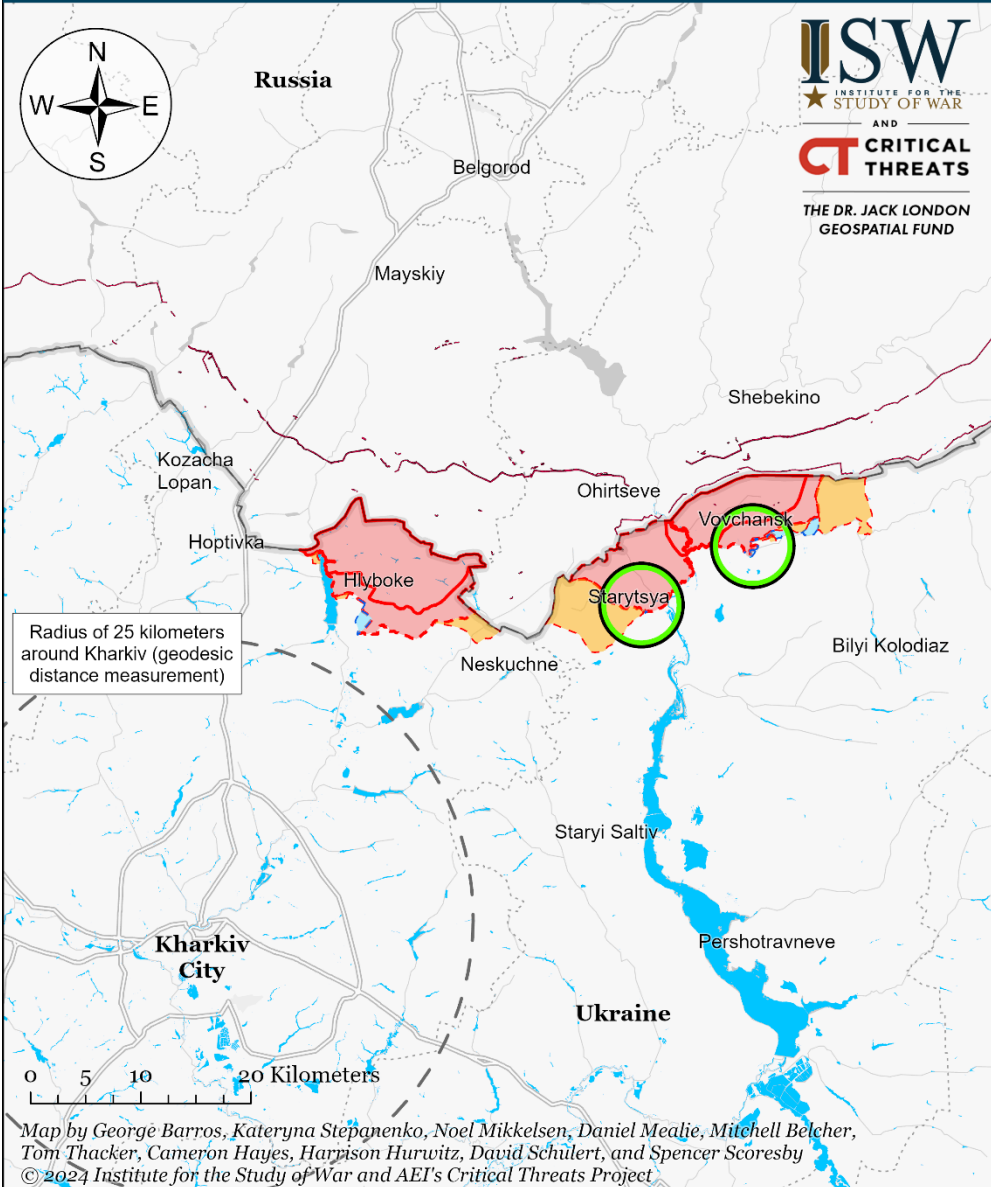 N
W
E
S
Russia
ISW
INSTITUTE FOR THE
STUDY OF WAR
AND
CT CRITICAL
THREATS
THE DR. JACK LONDON
GEOSPATIAL FUND
Belgorod
Mayskiy
Shebekino
Kozacha
Lopan
Ohirtseve
Vovchansk
Hoptivka
Hlyboke
Starytsya
Radius of 25 kilometers
around Kharkiv (geodesic
distance measurement)
Neskuchne
Bilyi Kolodiaz
Staryi Saltiv
Pershotravneve
Kharkiv
City
Ukraine
0 5 10 20 Kilometers
Map by George Barros, Kateryna Stepanenko, Noel Mikkelsen, Daniel Mealie, Mitchell Belcher,
Tom Thacker, Cameron Hayes, Harrison Hurwitz, David Schulert, and Spencer Scoresby
© 2024 Institute for the Study of War and AEI's Critical Threats Project